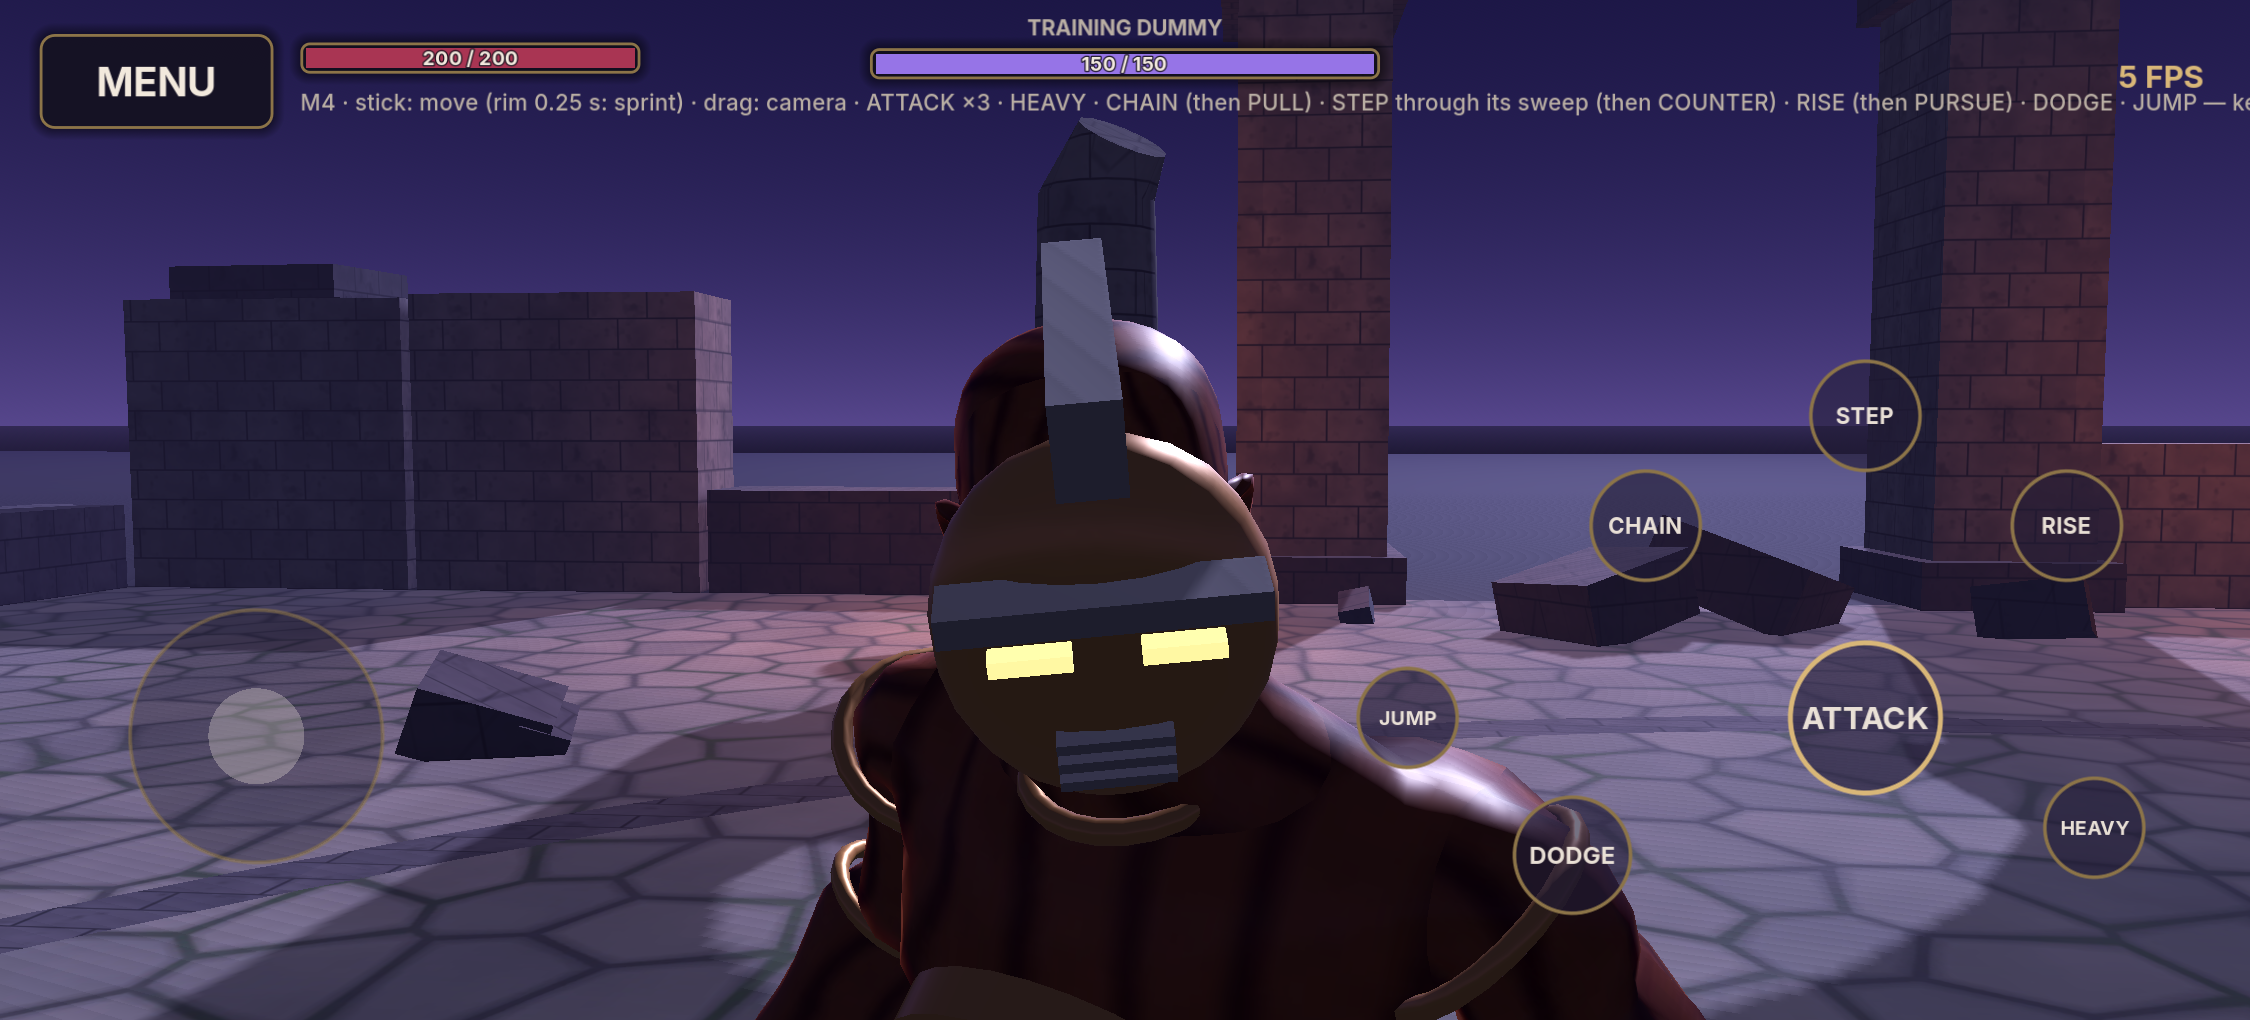 TRAINING DUMMY
MENU
200 / 200
150 / 150
5 FPS
M4 · stick: move (rim 0.25 s: sprint) · drag: camera · ATTACK ×3 · HEAVY · CHAIN (then PULL) · STEP through its sweep (then COUNTER) · RISE (then PURSUE) · DODGE · JUMP — ke
STEP
CHAIN
RISE
JUMP
ATTACK
HEAVY
DODGE